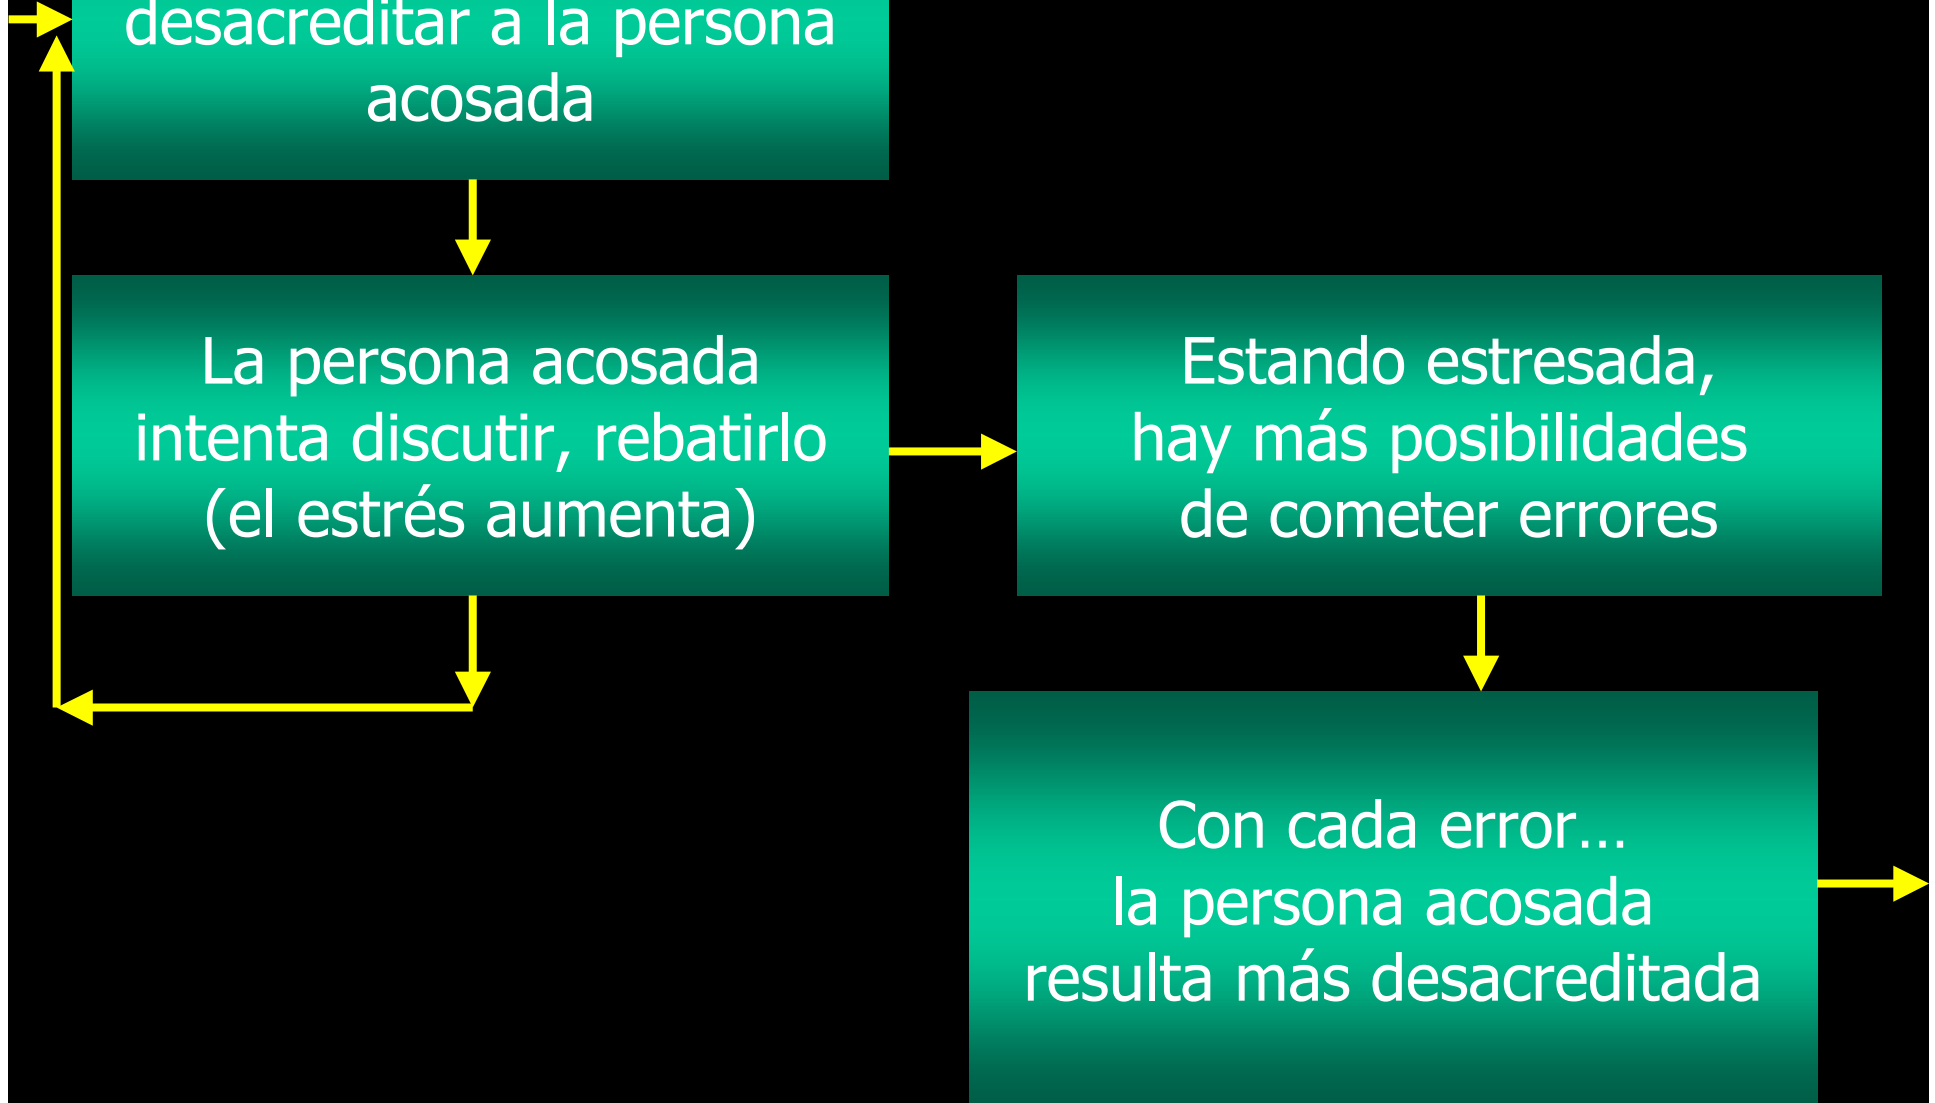 desacreditar a la persona
acosada
La persona acosada
intenta discutir, rebatirlo
(el estrés aumenta)
Estando estresada,
hay más posibilidades
de cometer errores
Con cada error...
la persona acosada
resulta más desacreditada